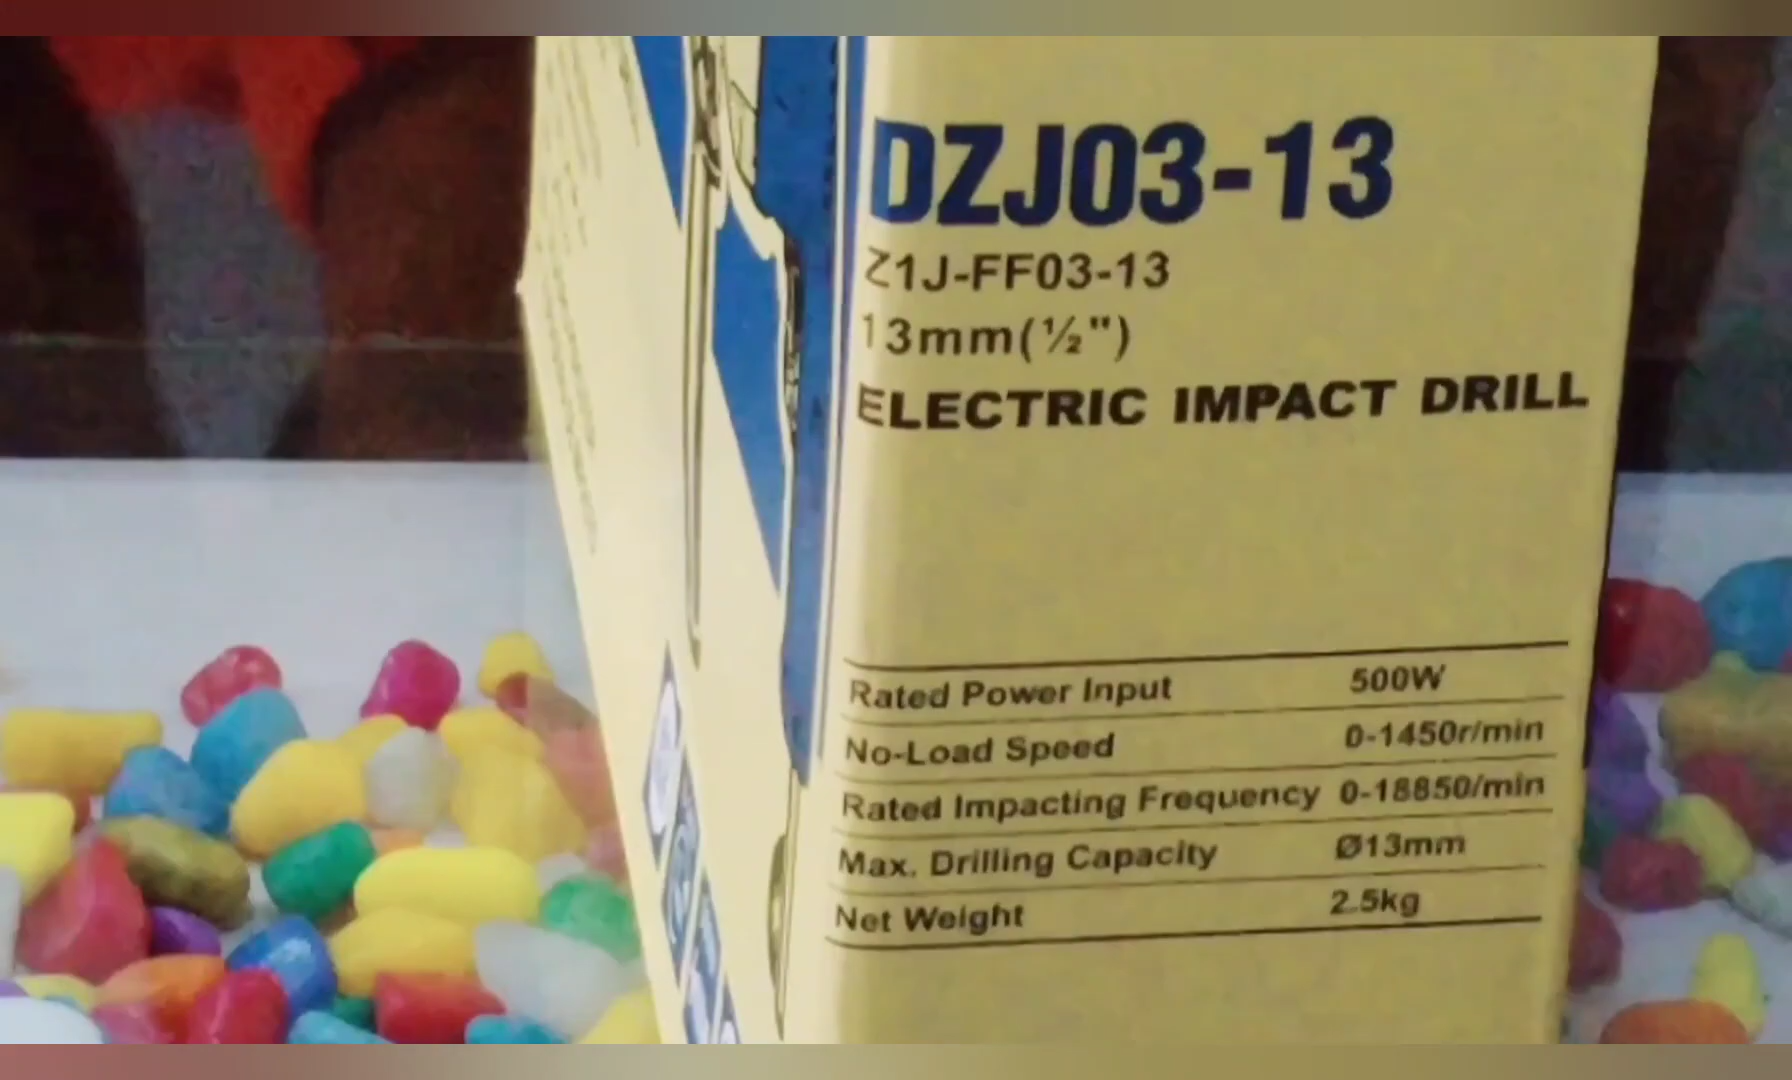 DZJ03-13
Z1J-FF03-13
13mm(½")
ELECTRIC IMPACT DRILL
Rated Power Input 500W
No-Load Speed 0-1450r/min
Rated Impacting Frequency 0-18850/min
Max. Drilling Capacity Ø13mm
Net Weight 2.5kg